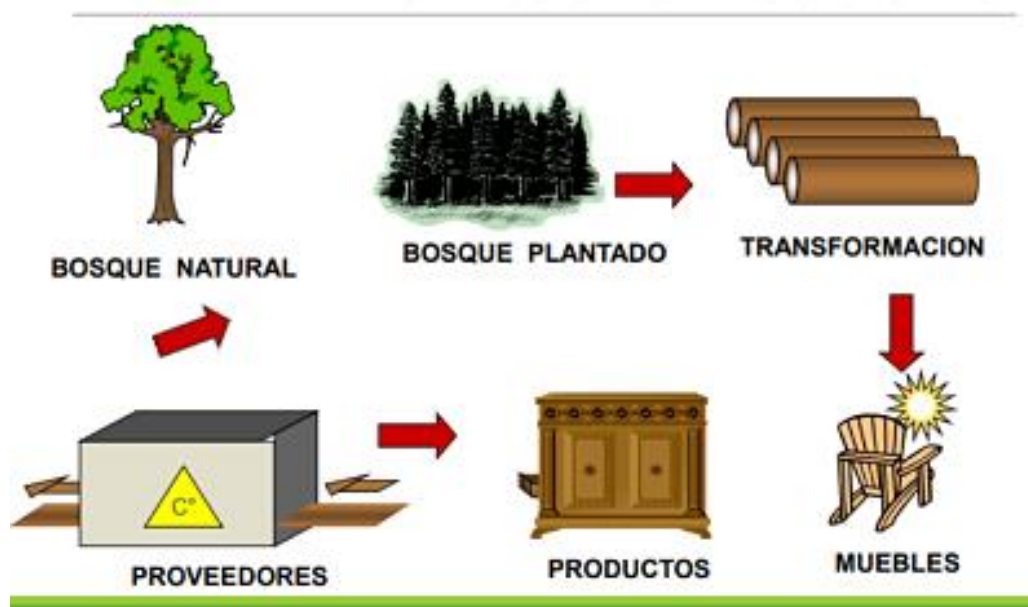 BOSQUE NATURAL
BOSQUE PLANTADO
TRANSFORMACION
C°
PROVEEDORES
PRODUCTOS
MUEBLES